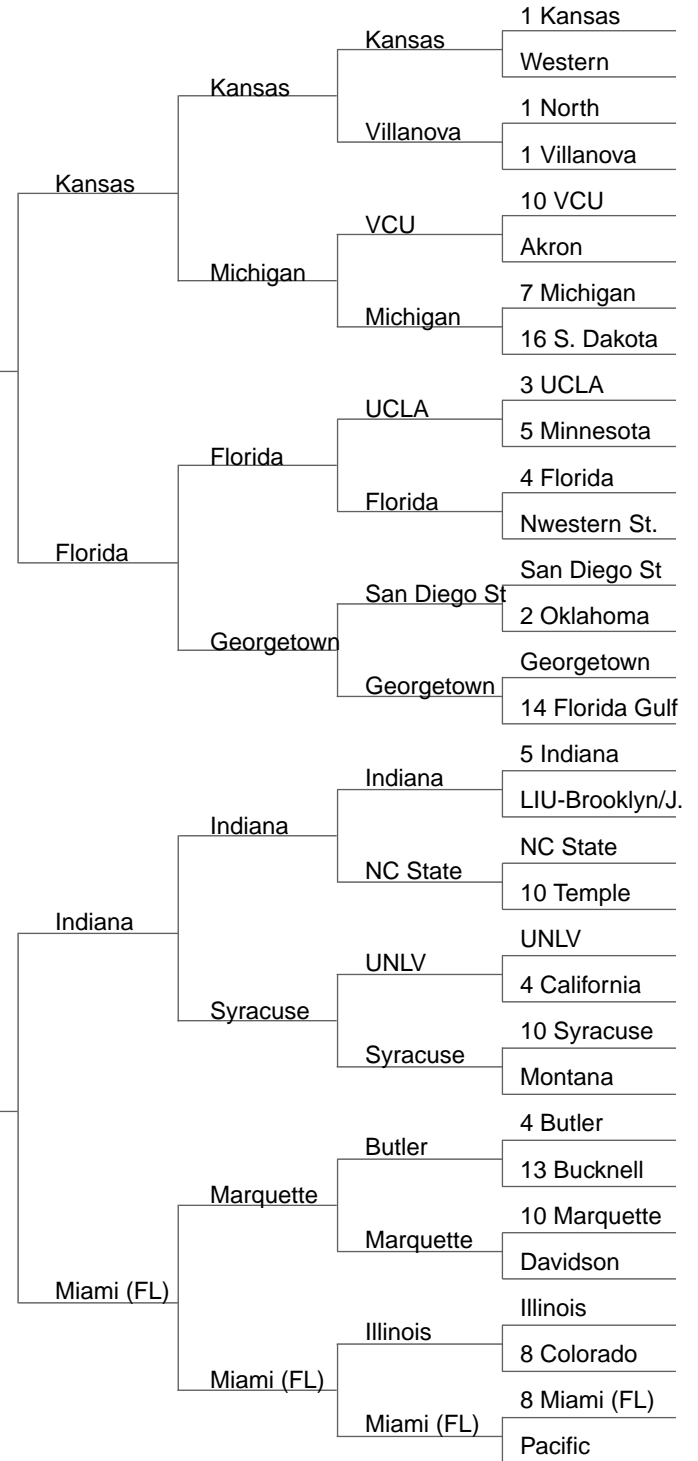 1 Kansas
Kansas
Western
Kansas
1 North
Villanova
1 Villanova
Kansas
10 VCU
VCU
Akron
Michigan
7 Michigan
Michigan
16 S. Dakota
3 UCLA
UCLA
5 Minnesota
Florida
4 Florida
Florida
Nwestern St.
Florida
San Diego St
San Diego St
2 Oklahoma
Georgetown
Georgetown
Georgetown
14 Florida Gulf
5 Indiana
Indiana
LIU-Brooklyn/J.
Indiana
NC State
NC State
10 Temple
Indiana
UNLV
UNLV
4 California
Syracuse
10 Syracuse
Syracuse
Montana
4 Butler
Butler
13 Bucknell
Marquette
10 Marquette
Marquette
Davidson
Miami (FL)
Illinois
Illinois
8 Colorado
Miami (FL)
8 Miami (FL)
Miami (FL)
Pacific